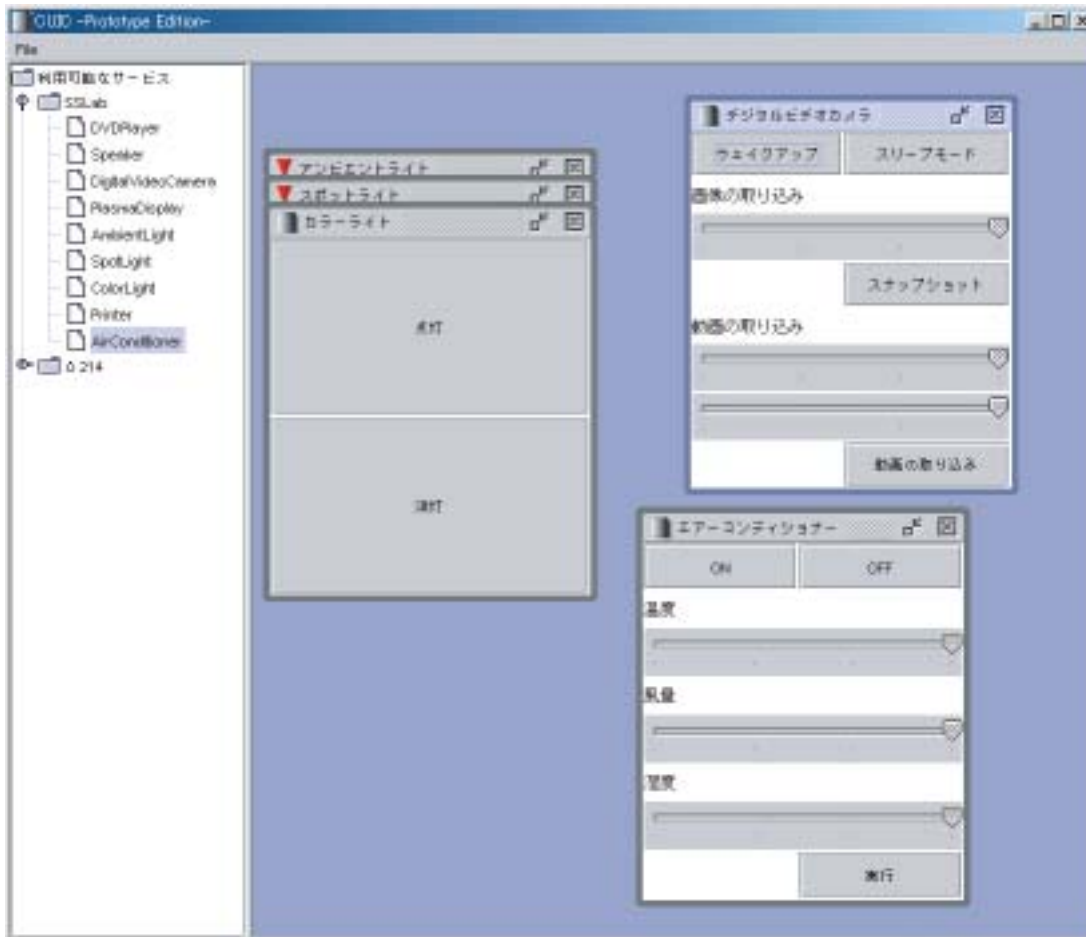 -Prototype Edition-
File
利用可能なサービス
SSLab
DVDPlayer
Speaker
DigitalVideoCamera
PlasmaDisplay
AmbientLight
SpotLight
ColorLight
Printer
AirConditioner
214
アンビエントライト
スポットライト
カラーライト
点灯
消灯
デジタルビデオカメラ
ウェイクアップ
スリープモード
画像の取り込み
スナップショット
動画の取り込み
動画の取り込み
エアーコンディショナー
ON
OFF
温度
風量
湿度
実行